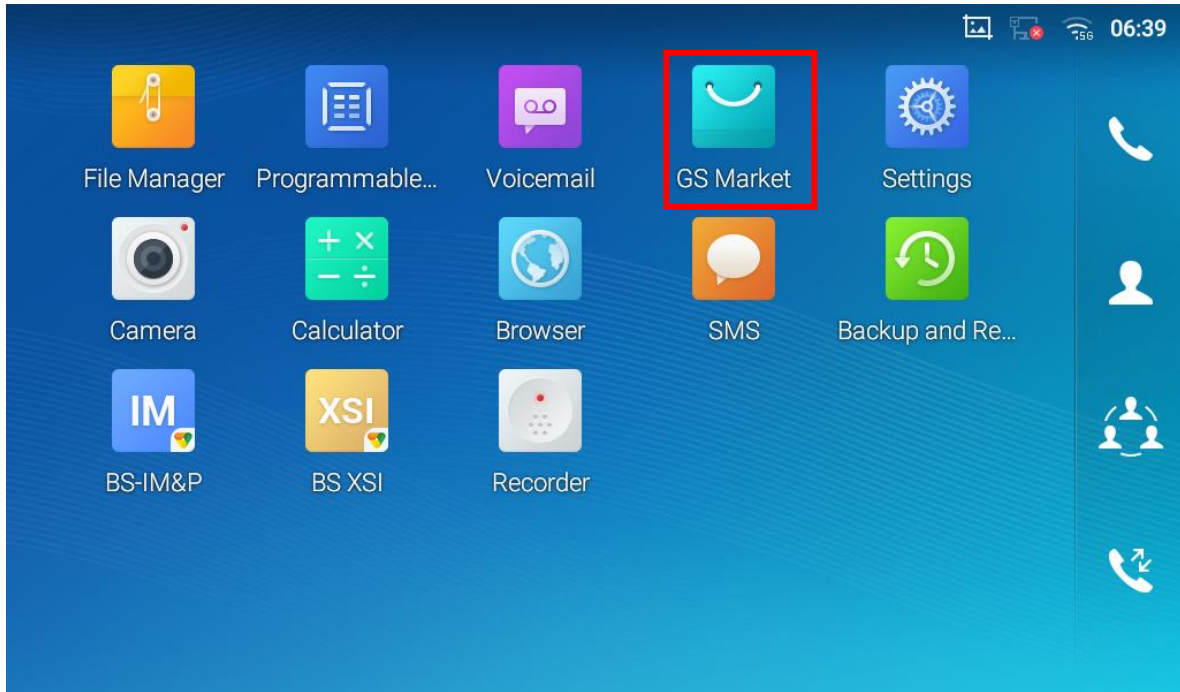 5G 06:39
File Manager Programmable... Voicemail GS Market Settings
Camera Calculator Browser SMS Backup and Re...
IM XSI
BS-IM&P BS XSI Recorder